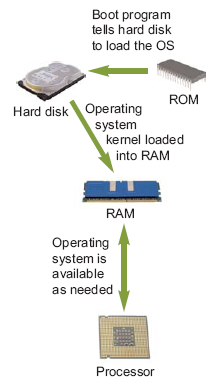 Boot program
tells hard disk
to load the OS
Hard disk
ROM
Operating
system
kernel loaded
into RAM
RAM
Operating
system is
available
as needed
Processor